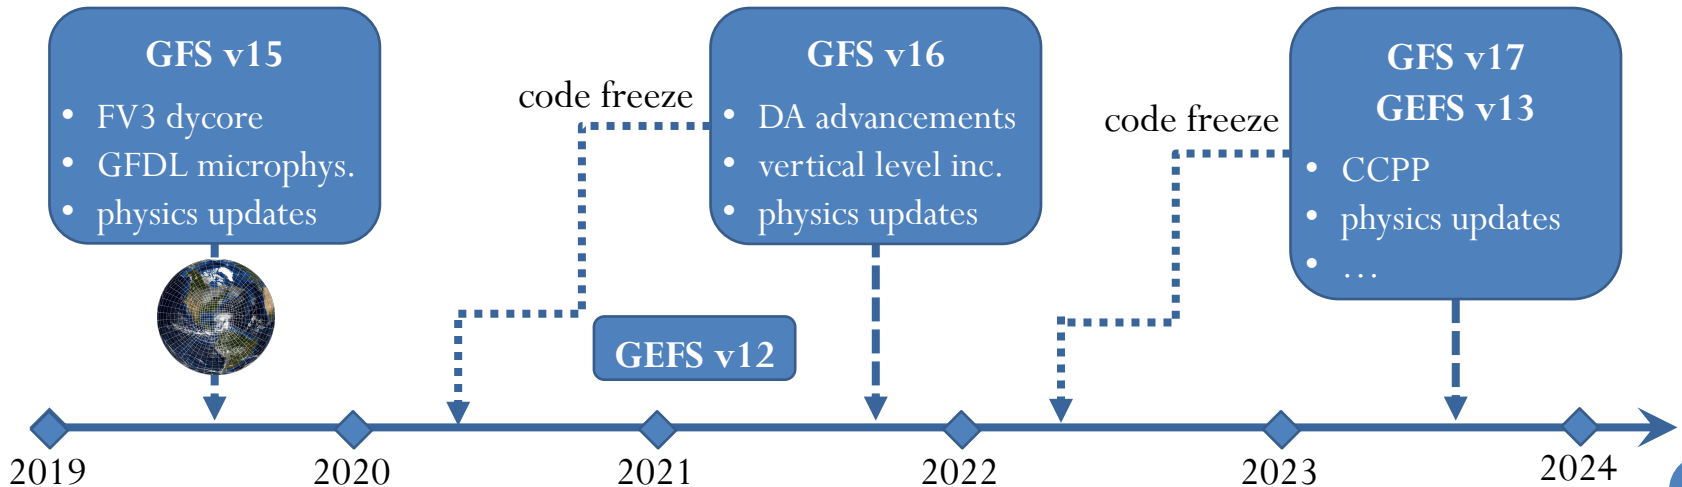 GFS v15
• FV3 dycore
• GFDL microphys.
• physics updates
code freeze
GFS v16
• DA advancements
• vertical level inc.
• physics updates
code freeze
GFS v17
GEFS v13
• CCPP
• physics updates
• …
GEFS v12
2019
2020
2021
2022
2023
2024